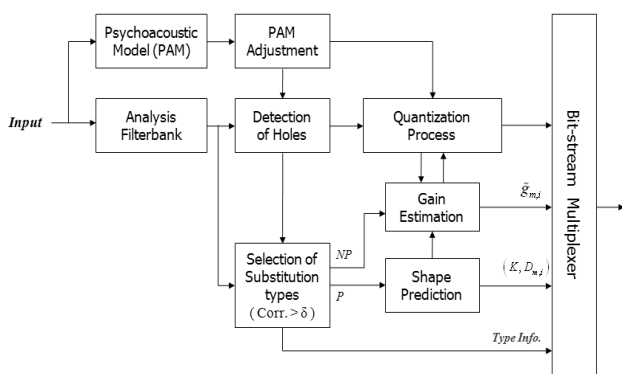 Psychoacoustic
Model (PAM)
PAM
Adjustment
Input
Analysis
Filterbank
Detection
of Holes
Quantization
Process
Gain
Estimation
g̃m,i
Selection of
Substitution
types
( Corr. > δ )
NP
P
Shape
Prediction
(K, Dm,i)
Type Info.
Bit-stream Multiplexer